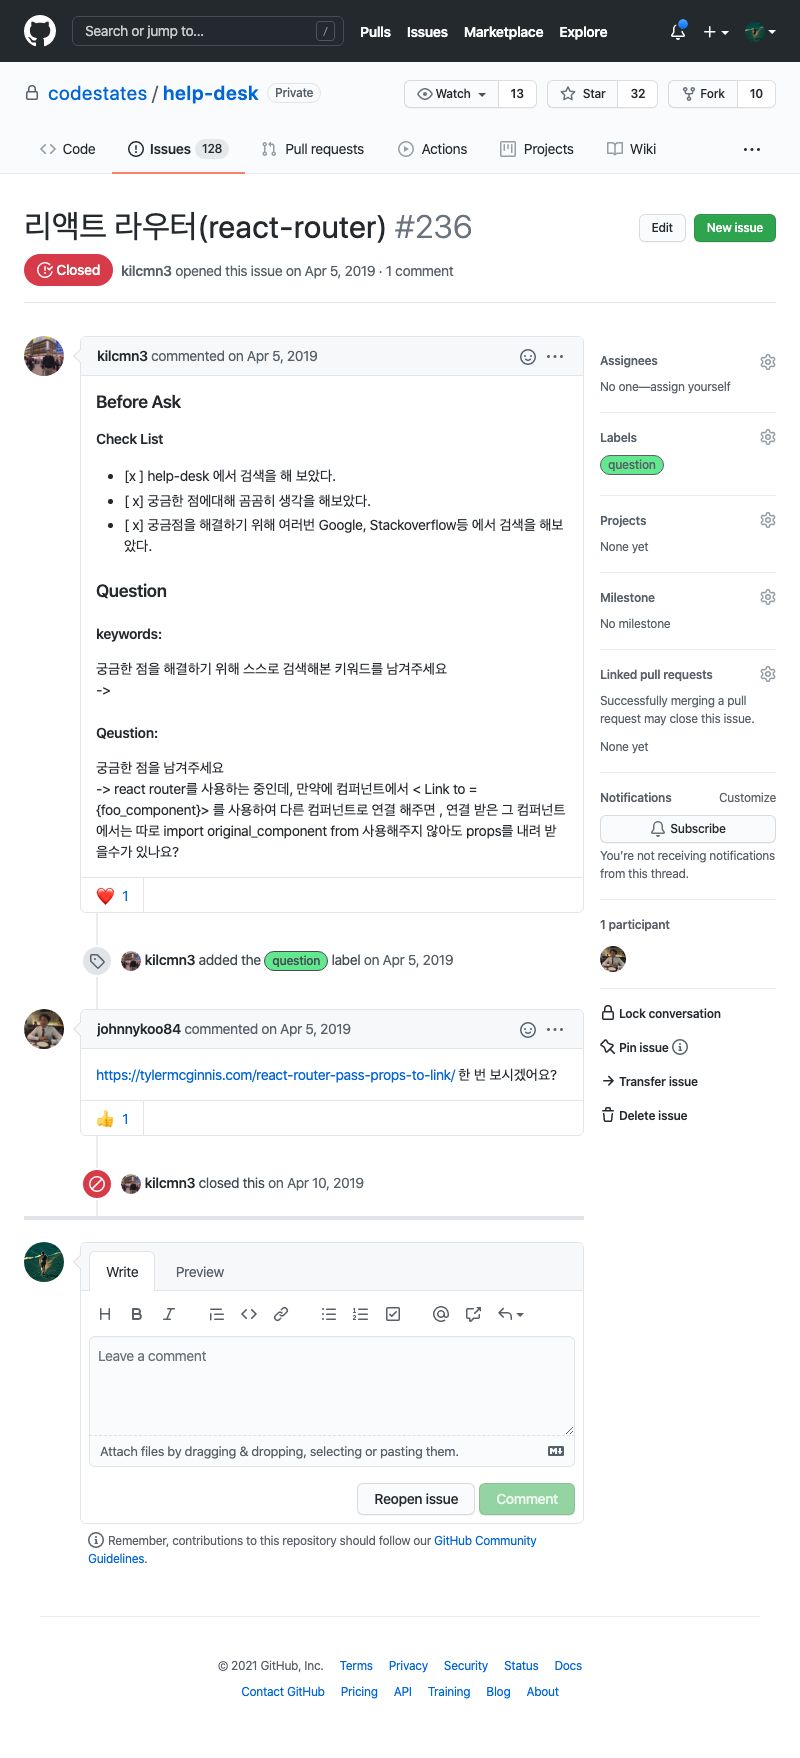 Search or jump to... /
Pulls Issues Marketplace Explore
codestates / help-desk Private
Watch 13 Star 32 Fork 10
Code Issues 128 Pull requests Actions Projects Wiki
리액트 라우터(react-router) #236
Edit New issue
Closed kilcmn3 opened this issue on Apr 5, 2019 · 1 comment
kilcmn3 commented on Apr 5, 2019
Before Ask
Check List
• [x ] help-desk 에서 검색을 해 보았다.
• [ x] 궁금한 점에대해 곰곰히 생각을 해보았다.
• [ x] 궁금점을 해결하기 위해 여러번 Google, Stackoverflow등 에서 검색을 해보
았다.
Question
keywords:
궁금한 점을 해결하기 위해 스스로 검색해본 키워드를 남겨주세요
->
Qeustion:
궁금한 점을 남겨주세요
-> react router를 사용하는 중인데, 만약에 컴퍼넌트에서 < Link to =
{foo_component}> 를 사용하여 다른 컴퍼넌트로 연결 해주면 , 연결 받은 그 컴퍼넌트
에서는 따로 import original_component from 사용해주지 않아도 props를 내려 받
을수가 있나요?
❤️ 1
kilcmn3 added the question label on Apr 5, 2019
johnnykoo84 commented on Apr 5, 2019
https://tylermcginnis.com/react-router-pass-props-to-link/ 한 번 보시겠어요?
👍 1
kilcmn3 closed this on Apr 10, 2019
Write Preview
H B I
Leave a comment
Attach files by dragging & dropping, selecting or pasting them.
Reopen issue Comment
Remember, contributions to this repository should follow our GitHub Community
Guidelines.
Assignees
No one—assign yourself
Labels
question
Projects
None yet
Milestone
No milestone
Linked pull requests
Successfully merging a pull
request may close this issue.
None yet
Notifications Customize
Subscribe
You're not receiving notifications
from this thread.
1 participant
Lock conversation
Pin issue
Transfer issue
Delete issue
© 2021 GitHub, Inc. Terms Privacy Security Status Docs
Contact GitHub Pricing API Training Blog About